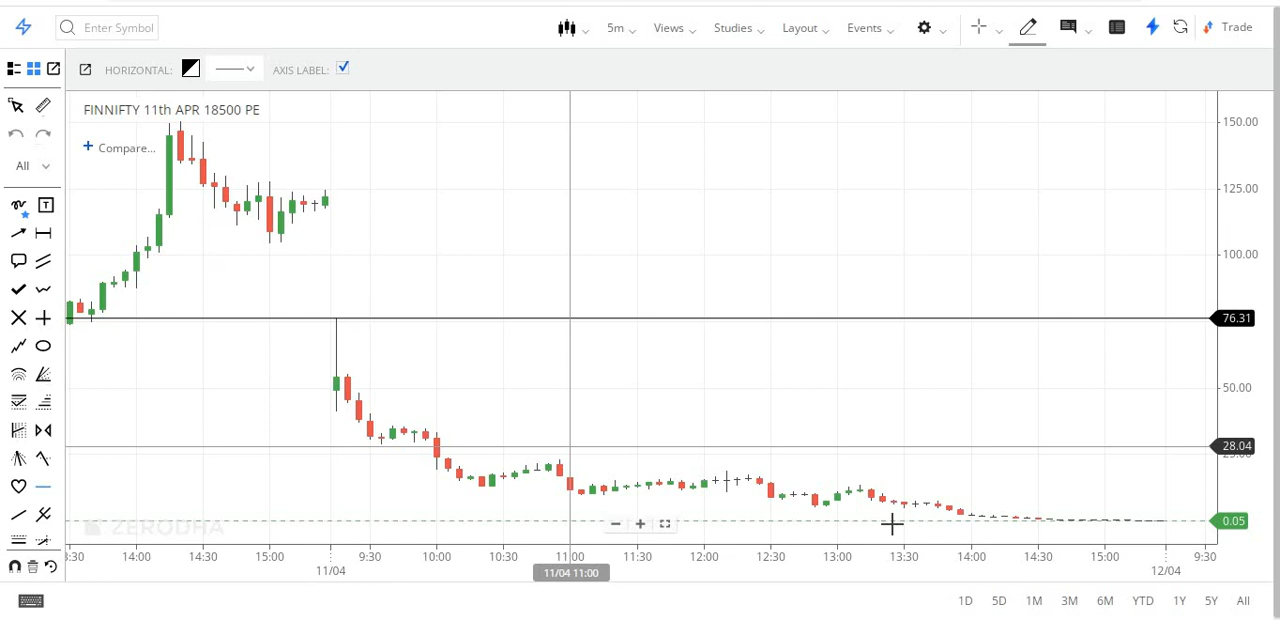 Enter Symbol
5m
Views
Studies
Layout
Events
Trade
HORIZONTAL:
AXIS LABEL:
FINNIFTY 11th APR 18500 PE
Compare...
All
T
150.00
125.00
100.00
76.31
50.00
28.04
25.00
0.05
ZERODHA
:30
14:00
14:30
15:00
9:30
10:00
10:30
11:00
11:30
12:00
12:30
13:00
13:30
14:00
14:30
15:00
9:30
11/04
11/04 11:00
12/04
1D
5D
1M
3M
6M
YTD
1Y
5Y
All